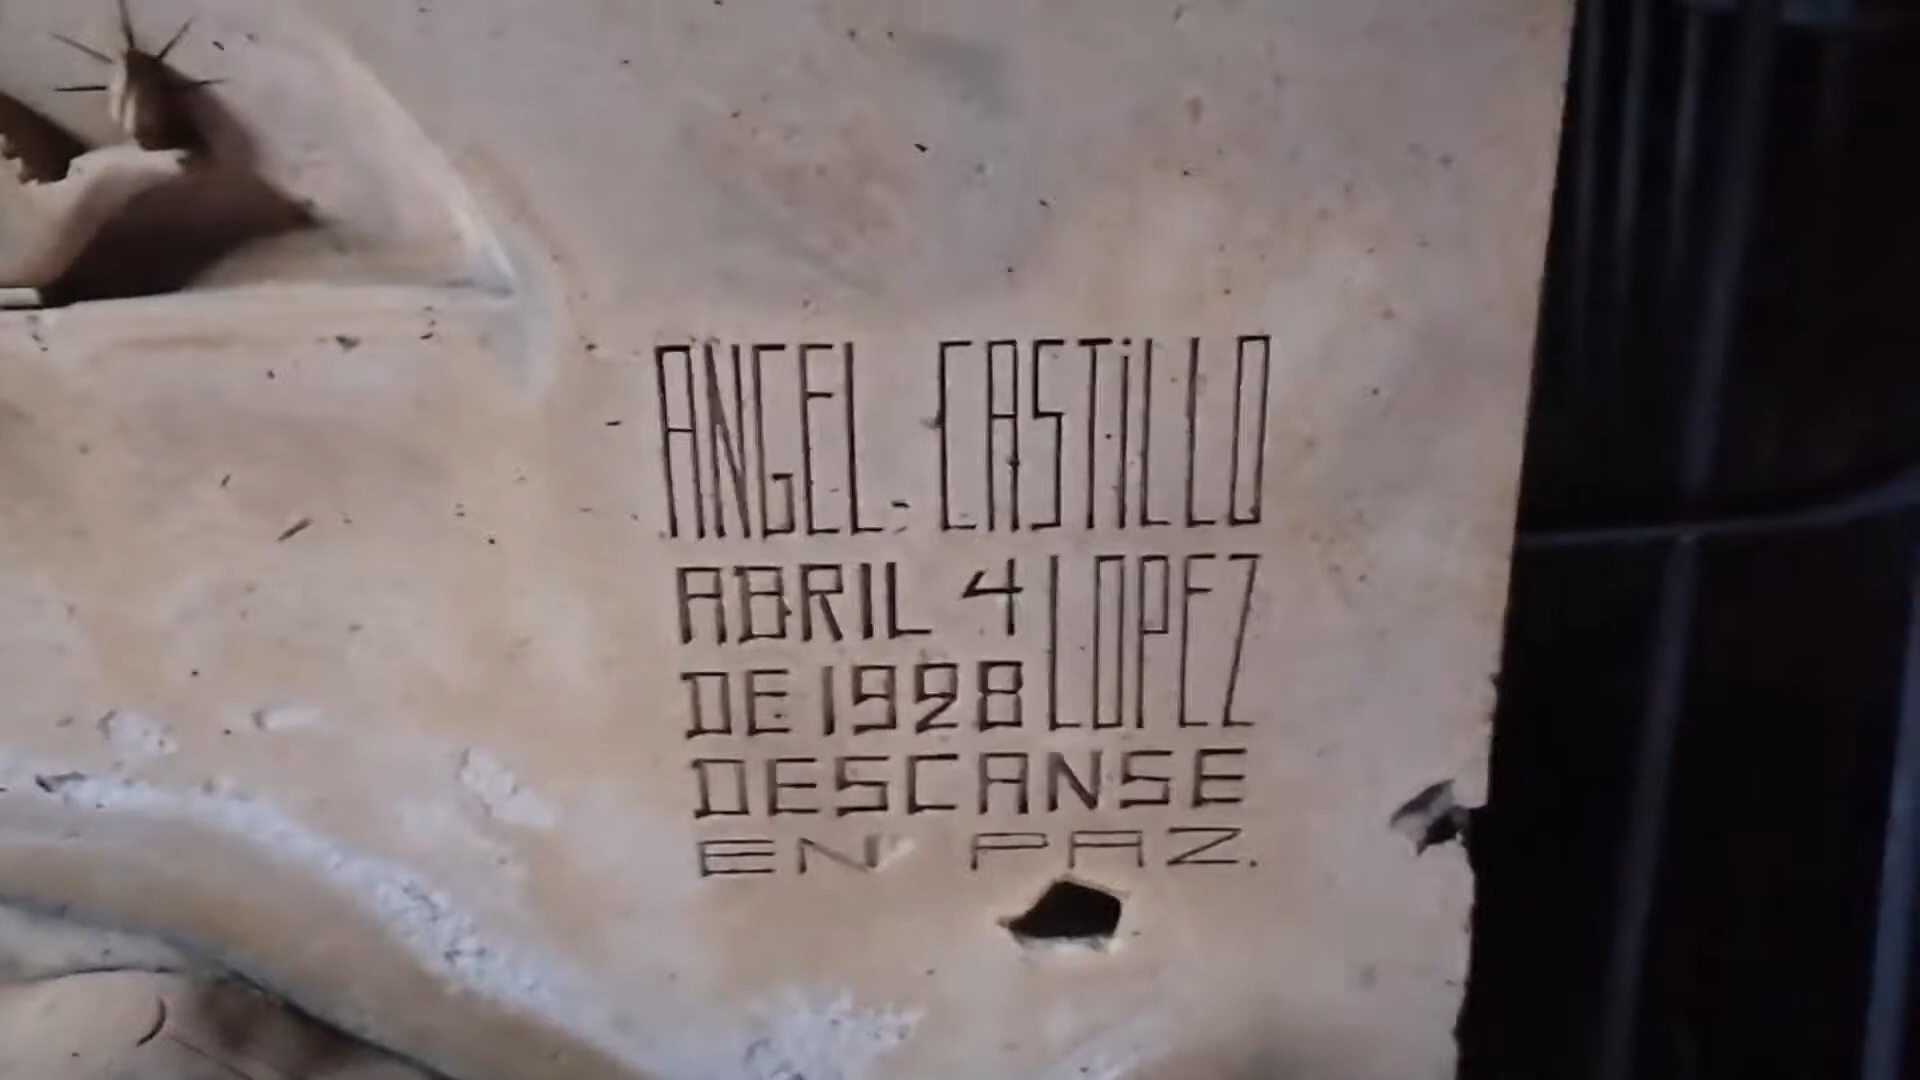 ANGEL. CASTiLLO
ABRIL 4 LOPEZ
DE 1928
DESCANSE
EN PAZ.